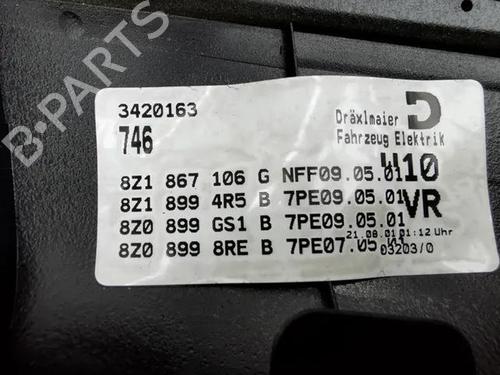 B-PARTS
3420163
746
Dräxlmaier
Fahrzeug Elektrik
W10
VR
8Z1 867 106 G NFF09.05.01
8Z1 899 4R5 B 7PE09.05.01
8Z0 899 GS1 B 7PE09.05.01
8Z0 899 8RE B 7PE07.05
21.08.01 01:12 Uhr
03203/0